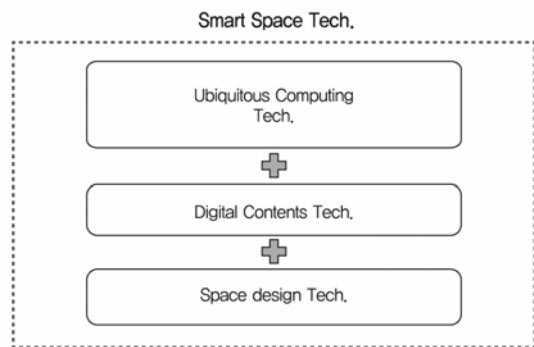 Smart Space Tech.
Ubiquitous Computing
Tech.
Digital Contents Tech.
Space design Tech.